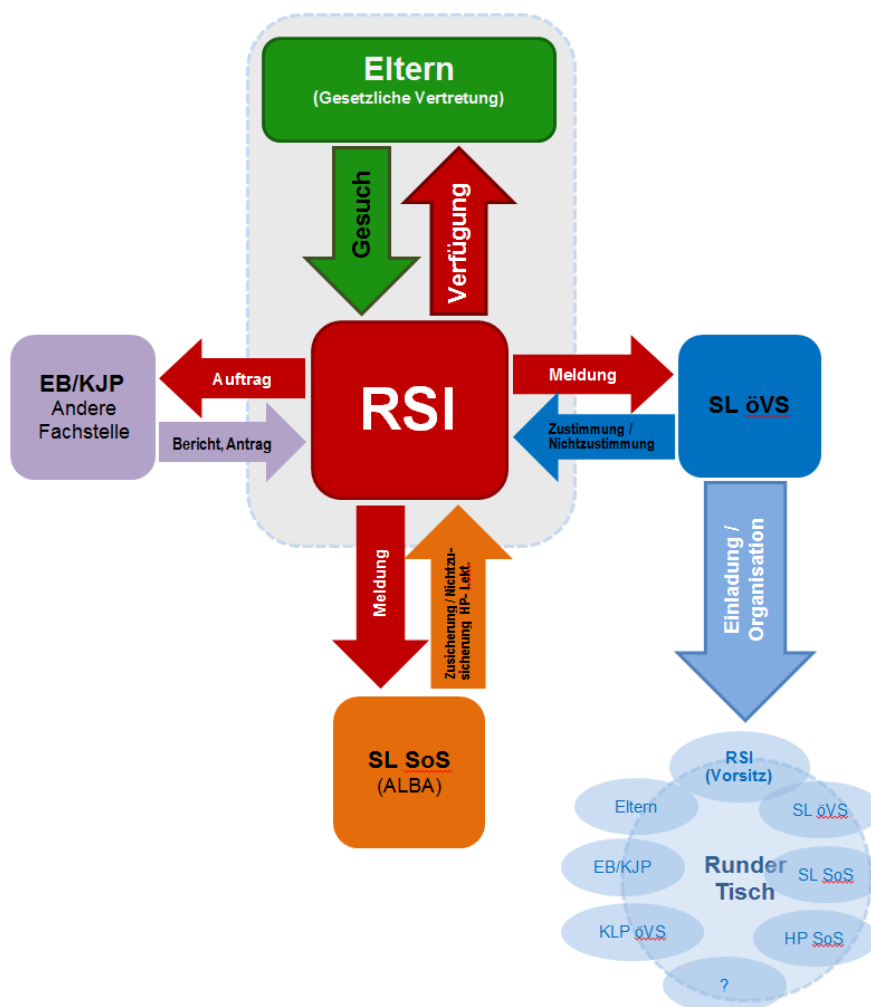 Eltern
(Gesetzliche Vertretung)
Gesuch
Verfügung
EB/KJP
Andere
Fachstelle
Auftrag
Bericht, Antrag
RSI
Meldung
Zustimmung /
Nichtzustimmung
SL öVS
Meldung
Zusicherung / Nichtzu-
sicherung HP- Lekt.
Einladung /
Organisation
SL SoS
(ALBA)
RSI
(Vorsitz)
Eltern
SL öVS
EB/KJP
Runder
Tisch
SL SoS
KLP öVS
HP SoS
?